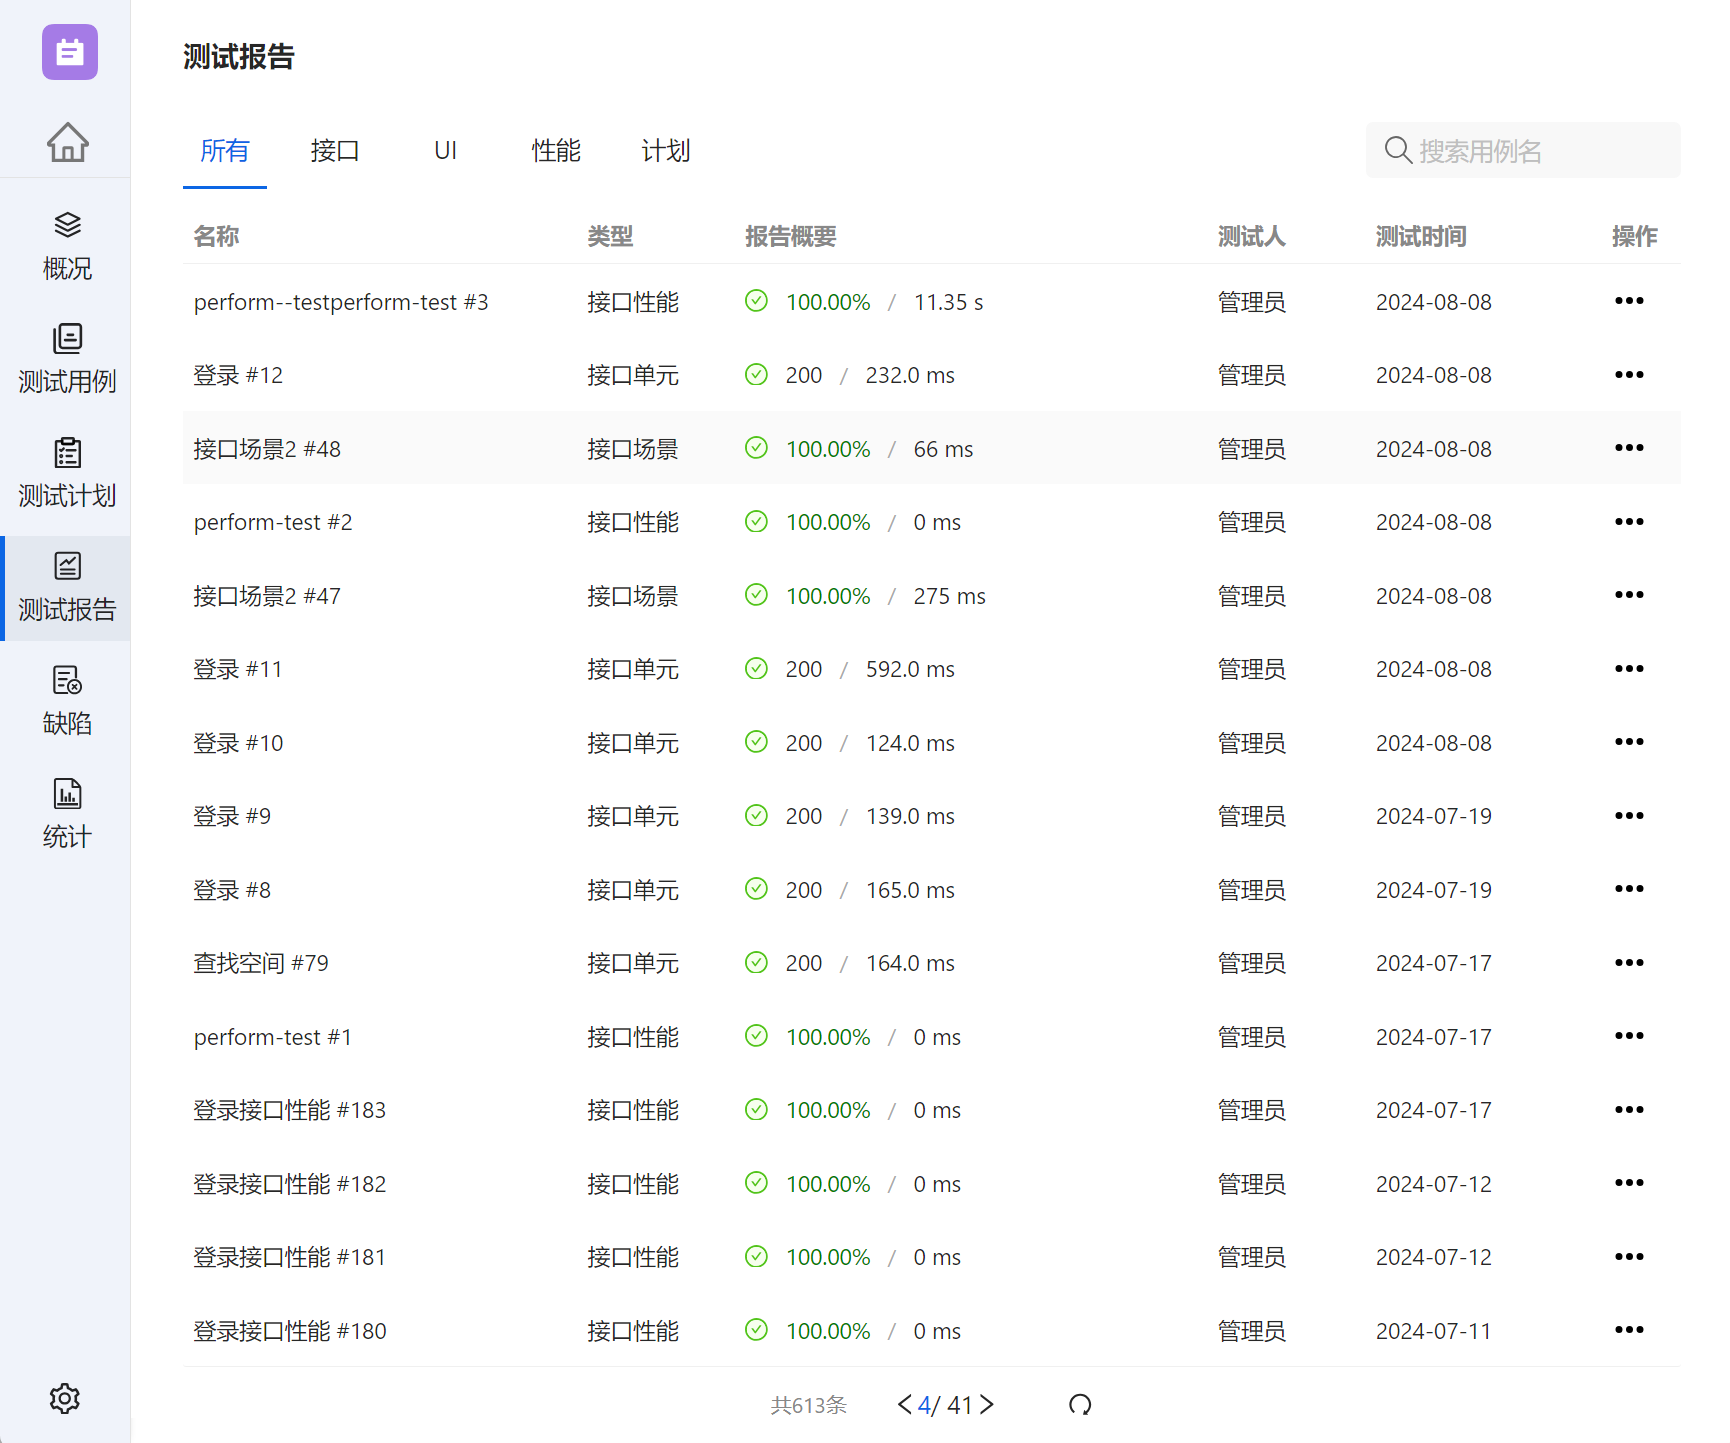 测试报告
概况
测试用例
测试计划
测试报告
缺陷
统计
所有 接口 UI 性能 计划
搜索用例名
名称 类型 报告概要 测试人 测试时间 操作
perform--testperform-test #3 接口性能 100.00% / 11.35 s 管理员 2024-08-08
登录 #12 接口单元 200 / 232.0 ms 管理员 2024-08-08
接口场景2 #48 接口场景 100.00% / 66 ms 管理员 2024-08-08
perform-test #2 接口性能 100.00% / 0 ms 管理员 2024-08-08
接口场景2 #47 接口场景 100.00% / 275 ms 管理员 2024-08-08
登录 #11 接口单元 200 / 592.0 ms 管理员 2024-08-08
登录 #10 接口单元 200 / 124.0 ms 管理员 2024-08-08
登录 #9 接口单元 200 / 139.0 ms 管理员 2024-07-19
登录 #8 接口单元 200 / 165.0 ms 管理员 2024-07-19
查找空间 #79 接口单元 200 / 164.0 ms 管理员 2024-07-17
perform-test #1 接口性能 100.00% / 0 ms 管理员 2024-07-17
登录接口性能 #183 接口性能 100.00% / 0 ms 管理员 2024-07-17
登录接口性能 #182 接口性能 100.00% / 0 ms 管理员 2024-07-12
登录接口性能 #181 接口性能 100.00% / 0 ms 管理员 2024-07-12
登录接口性能 #180 接口性能 100.00% / 0 ms 管理员 2024-07-11
共613条 4/ 41